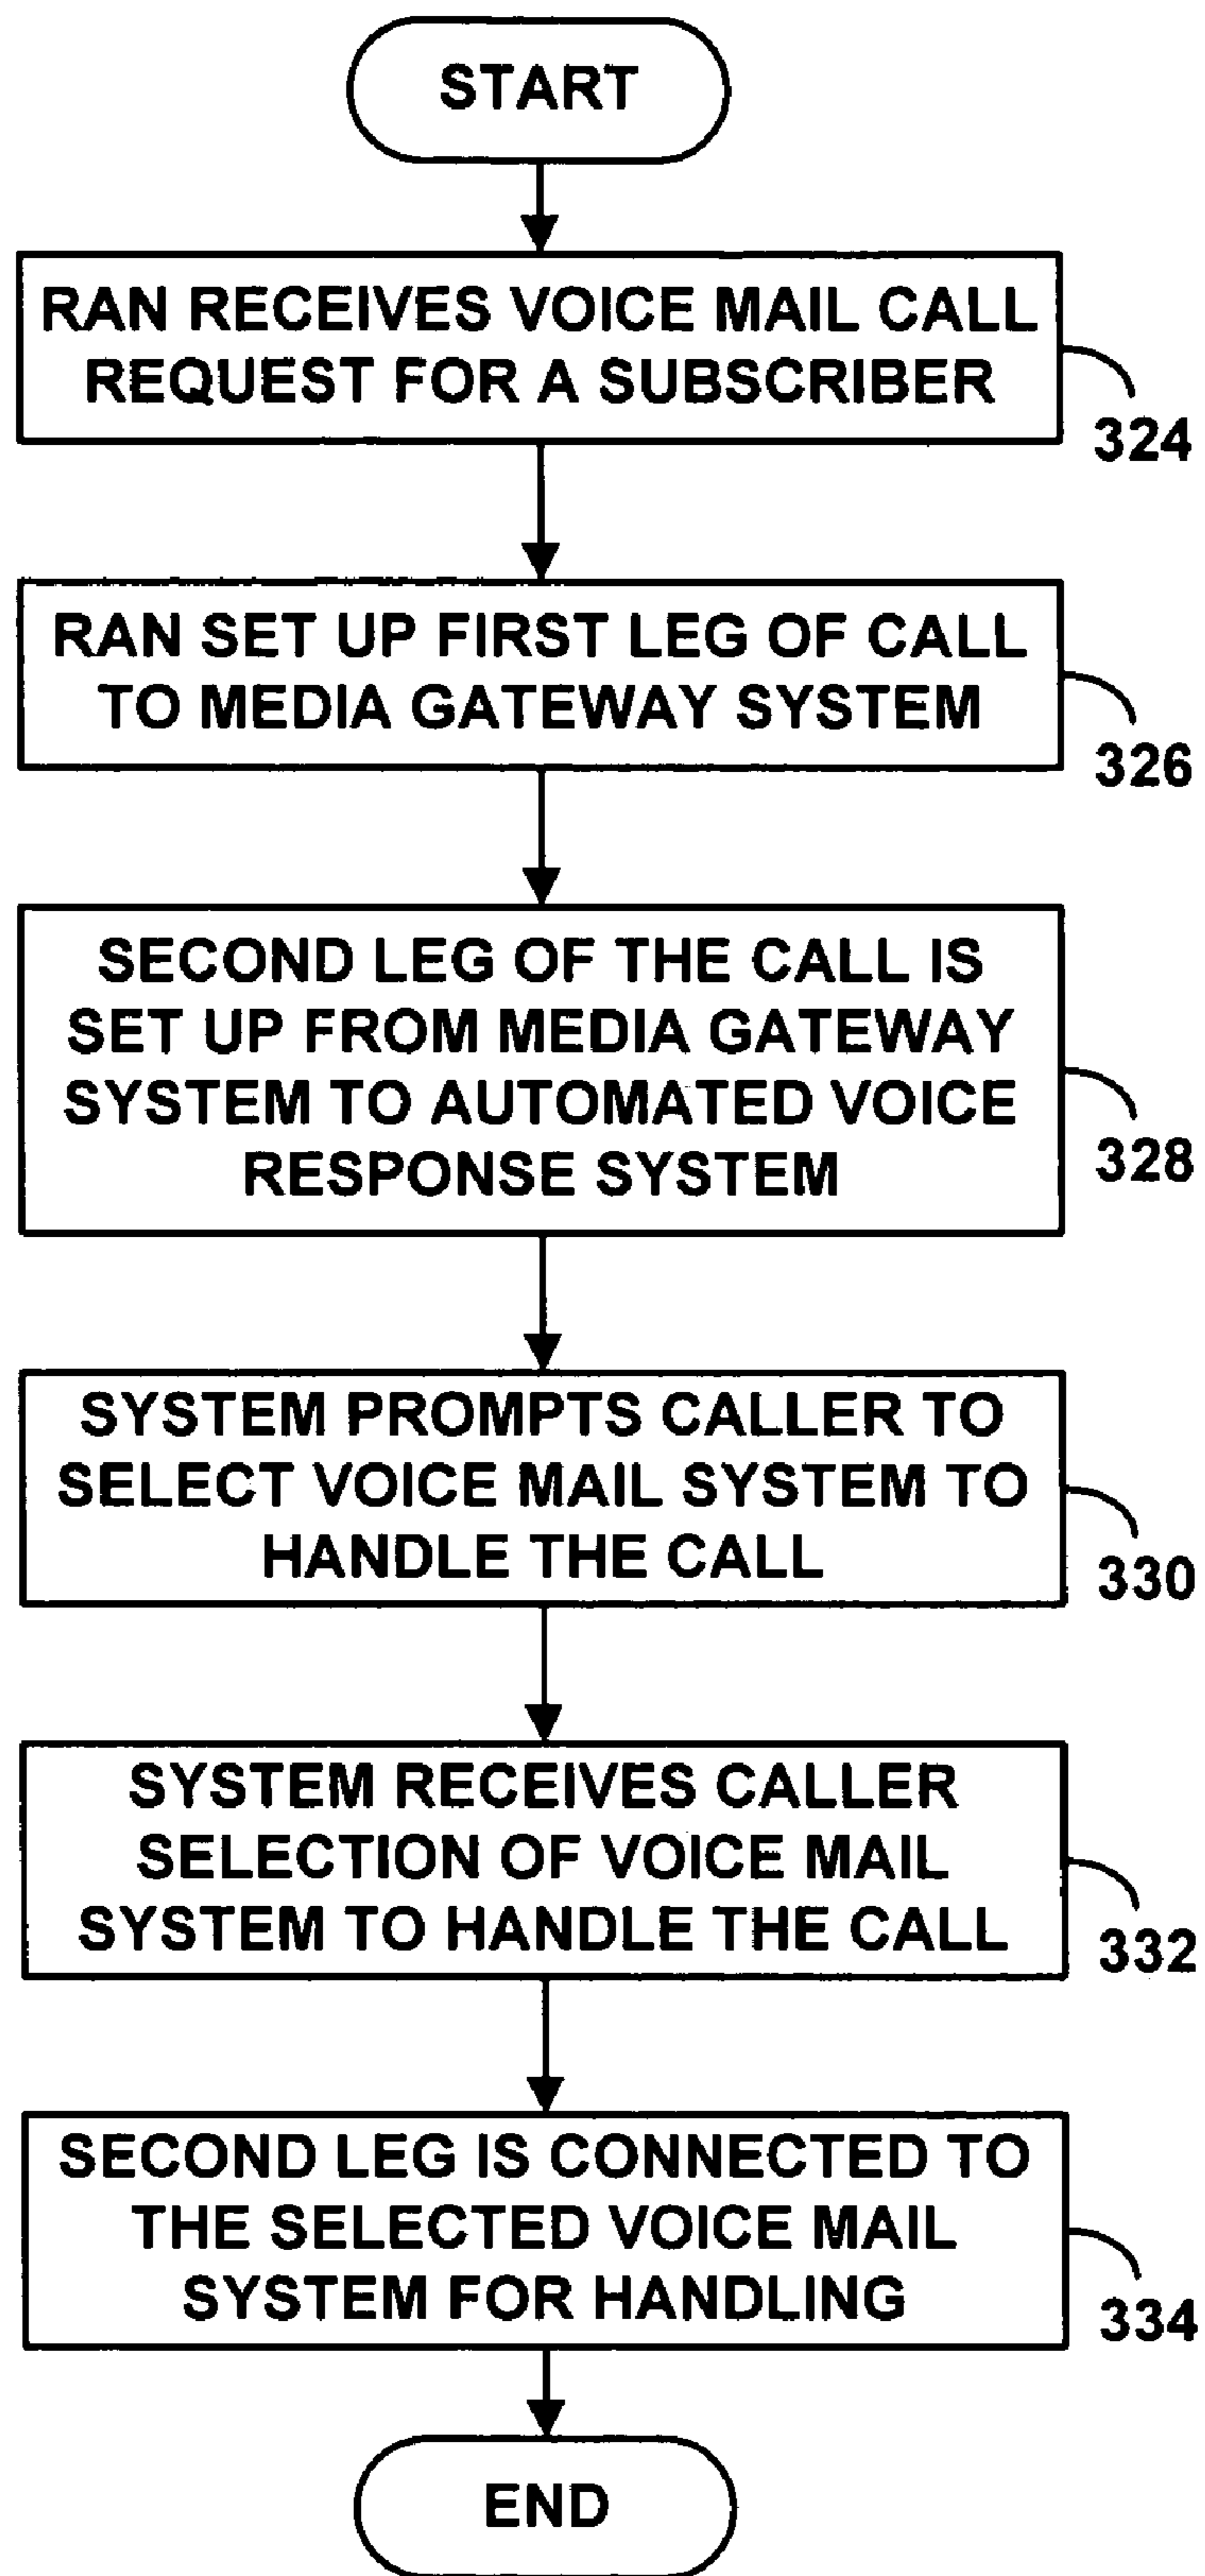 START
RAN RECEIVES VOICE MAIL CALL
REQUEST FOR A SUBSCRIBER
324
RAN SET UP FIRST LEG OF CALL
TO MEDIA GATEWAY SYSTEM
326
SECOND LEG OF THE CALL IS
SET UP FROM MEDIA GATEWAY
SYSTEM TO AUTOMATED VOICE
RESPONSE SYSTEM
328
SYSTEM PROMPTS CALLER TO
SELECT VOICE MAIL SYSTEM TO
HANDLE THE CALL
330
SYSTEM RECEIVES CALLER
SELECTION OF VOICE MAIL
SYSTEM TO HANDLE THE CALL
332
SECOND LEG IS CONNECTED TO
THE SELECTED VOICE MAIL
SYSTEM FOR HANDLING
334
END